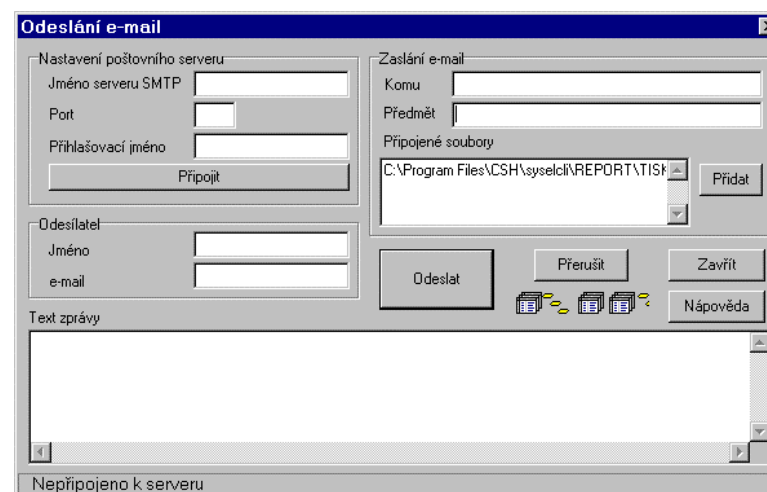 Odeslání e-mail
Nastavení poštovního serveru
Jméno serveru SMTP
Port
Přihlašovací jméno
Připojit
Odesílatel
Jméno
e-mail
Zaslání e-mail
Komu
Předmět
Připojené soubory
C:\Program Files\CSH\syselcli\REPORT\TISK
Přidat
Odeslat
Přerušit
Zavřít
Nápověda
Text zprávy
Nepřipojeno k serveru